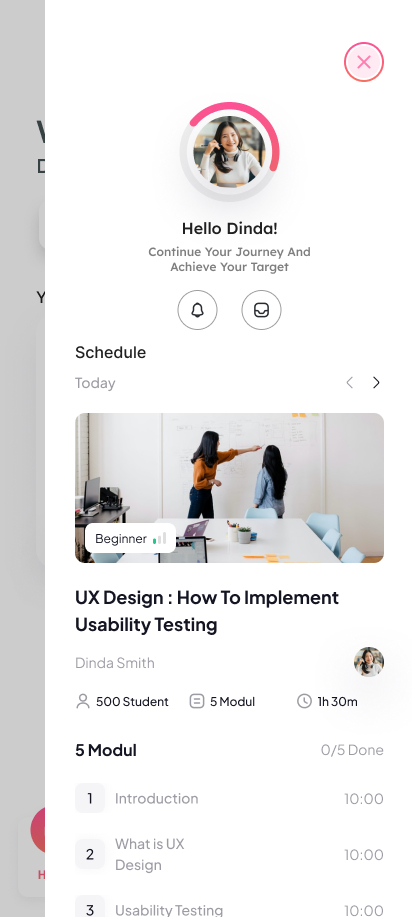 Hello Dinda!
Continue Your Journey And
Achieve Your Target
Schedule
Today
Y
Beginner
UX Design : How To Implement
Usability Testing
Dinda Smith
500 Student
5 Modul
1h 30m
5 Modul
0/5 Done
1
Introduction
10:00
2
What is UX
Design
10:00
H
3
Usability Testing
10:00